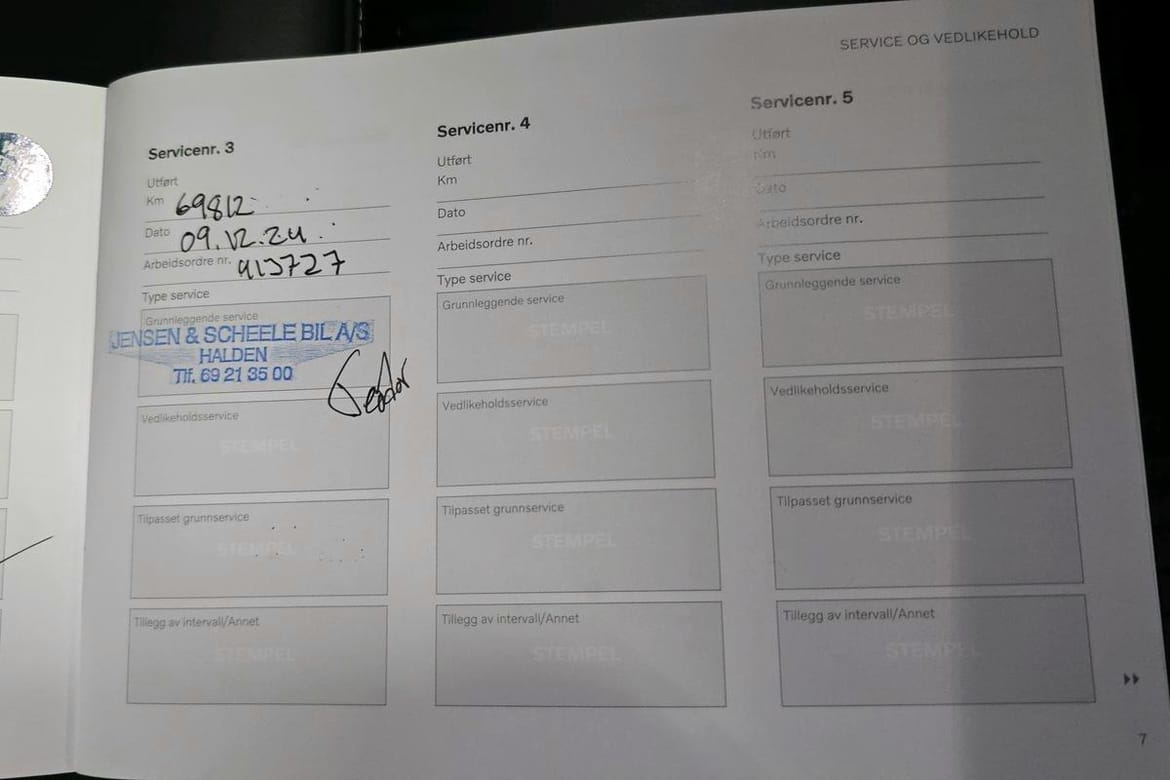 SERVICE OG VEDLIKEHOLD
Servicenr. 3
Utført
Km 69812
Dato 09.12.24
Arbeidsordre nr. 913727
Type service
Grunnleggende service
JENSEN & SCHEELE BIL A/S
HALDEN
Tlf. 69 21 35 00
Vedlikeholdsservice
STEMPEL
Tilpasset grunnservice
STEMPEL
Tillegg av intervall/Annet
STEMPEL
Servicenr. 4
Utført
Km
Dato
Arbeidsordre nr.
Type service
Grunnleggende service
STEMPEL
Vedlikeholdsservice
STEMPEL
Tilpasset grunnservice
STEMPEL
Tillegg av intervall/Annet
STEMPEL
Servicenr. 5
Utført
Km
Dato
Arbeidsordre nr.
Type service
Grunnleggende service
STEMPEL
Vedlikeholdsservice
STEMPEL
Tilpasset grunnservice
STEMPEL
Tillegg av intervall/Annet
STEMPEL
7